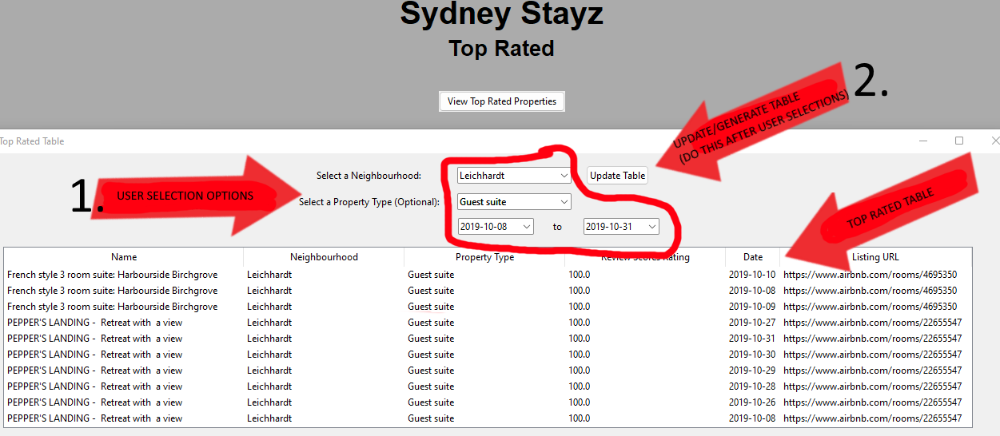 Sydney Stayz
Top Rated
View Top Rated Properties
2.
UPDATE/GENERATE TABLE
(DO THIS AFTER USER SELECTIONS)
Top Rated Table
1.
USER SELECTION OPTIONS
Select a Neighbourhood: Leichhardt Update Table
Select a Property Type (Optional): Guest suite
2019-10-08 to 2019-10-31
TOP RATED TABLE
Name Neighbourhood Property Type Review Scores Rating Date Listing URL
French style 3 room suite: Harbourside Birchgrove Leichhardt Guest suite 100.0 2019-10-10 https://www.airbnb.com/rooms/4695350
French style 3 room suite: Harbourside Birchgrove Leichhardt Guest suite 100.0 2019-10-08 https://www.airbnb.com/rooms/4695350
French style 3 room suite: Harbourside Birchgrove Leichhardt Guest suite 100.0 2019-10-09 https://www.airbnb.com/rooms/4695350
PEPPER'S LANDING - Retreat with a view Leichhardt Guest suite 100.0 2019-10-27 https://www.airbnb.com/rooms/22655547
PEPPER'S LANDING - Retreat with a view Leichhardt Guest suite 100.0 2019-10-31 https://www.airbnb.com/rooms/22655547
PEPPER'S LANDING - Retreat with a view Leichhardt Guest suite 100.0 2019-10-30 https://www.airbnb.com/rooms/22655547
PEPPER'S LANDING - Retreat with a view Leichhardt Guest suite 100.0 2019-10-29 https://www.airbnb.com/rooms/22655547
PEPPER'S LANDING - Retreat with a view Leichhardt Guest suite 100.0 2019-10-28 https://www.airbnb.com/rooms/22655547
PEPPER'S LANDING - Retreat with a view Leichhardt Guest suite 100.0 2019-10-26 https://www.airbnb.com/rooms/22655547
PEPPER'S LANDING - Retreat with a view Leichhardt Guest suite 100.0 2019-10-08 https://www.airbnb.com/rooms/22655547